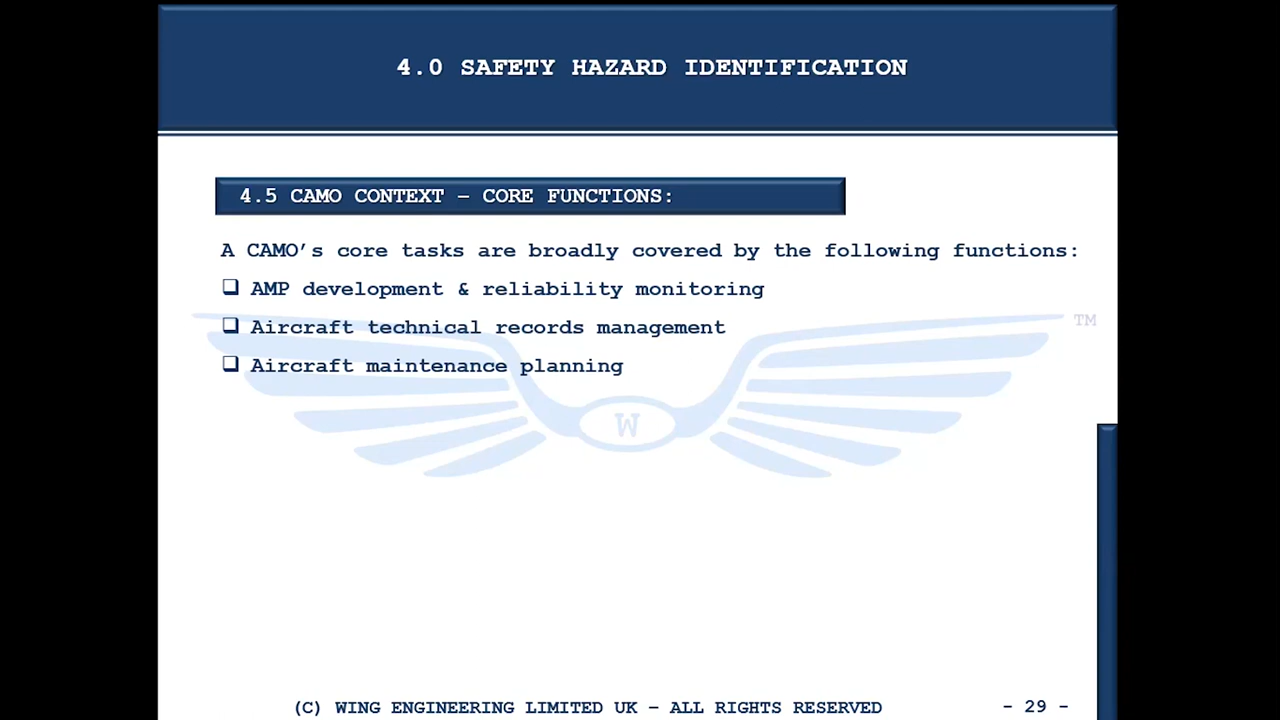 4.0 SAFETY HAZARD IDENTIFICATION
4.5 CAMO CONTEXT – CORE FUNCTIONS:
A CAMO’s core tasks are broadly covered by the following functions:
❑ AMP development & reliability monitoring
❑ Aircraft technical records management
❑ Aircraft maintenance planning
TM
W
(C) WING ENGINEERING LIMITED UK – ALL RIGHTS RESERVED
- 29 -